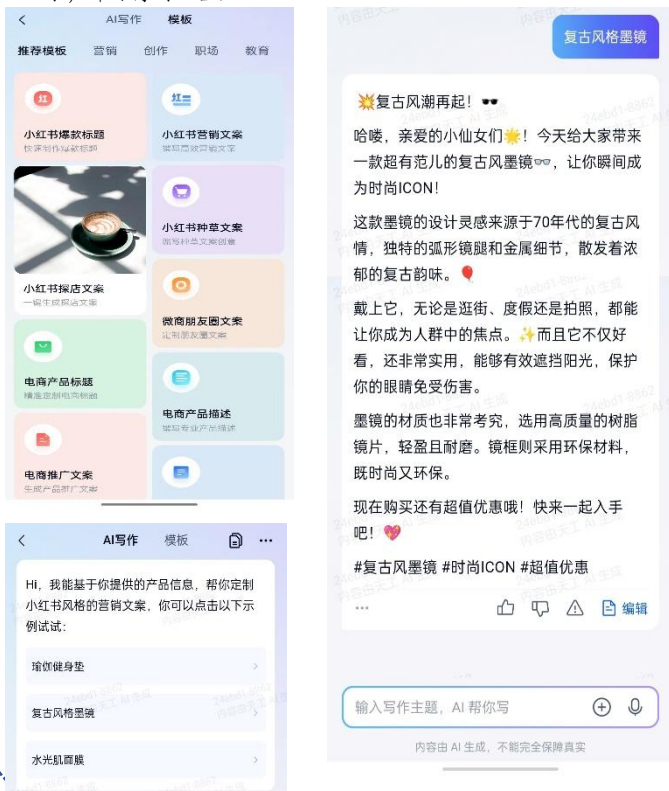 AI写作 模板
推荐模板 营销 创作 职场 教育
小红书爆款标题
快速制作爆款标题
小红书营销文案
小红书种草文案
小红书探店文案
一键生成探店文案
微商朋友圈文案
定制朋友圈文案
电商产品标题
精准定制电商标题
电商产品描述
撰写专业产品描述
电商推广文案
生成产品推广文案
AI写作 模板
Hi，我能基于你提供的产品信息，帮你定制
小红书风格的营销文案，你可以点击以下示
例试试：
瑜伽健身垫
复古风格墨镜
水光肌面膜
复古风格墨镜
💥复古风潮再起！🕶️
哈喽，亲爱的小仙女们🌟！今天给大家带来
一款超有范儿的复古风墨镜👓，让你瞬间成
为时尚ICON！
这款墨镜的设计灵感来源于70年代的复古风
情，独特的弧形镜腿和金属细节，散发着浓
郁的复古韵味。🎈
戴上它，无论是逛街、度假还是拍照，都能
让你成为人群中的焦点。✨而且它不仅好
看，还非常实用，能够有效遮挡阳光，保护
你的眼睛免受伤害。
墨镜的材质也非常考究，选用高质量的树脂
镜片，轻盈且耐磨。镜框则采用环保材料，
既时尚又环保。
现在购买还有超值优惠哦！快来一起入手
吧！💖
#复古风墨镜 #时尚ICON #超值优惠
编辑
输入写作主题，AI 帮你写
内容由 AI 生成，不能完全保障真实